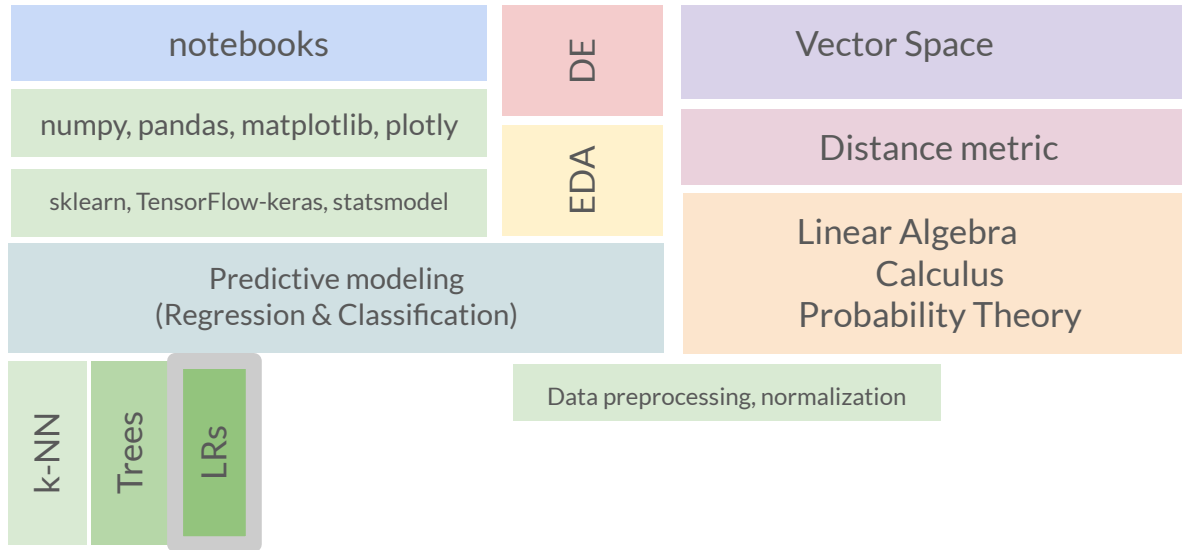 notebooks
DE
Vector Space
numpy, pandas, matplotlib, plotly
EDA
Distance metric
sklearn, TensorFlow-keras, statsmodel
Linear Algebra
Calculus
Probability Theory
Predictive modeling
(Regression & Classification)
k-NN
Trees
LRs
Data preprocessing, normalization